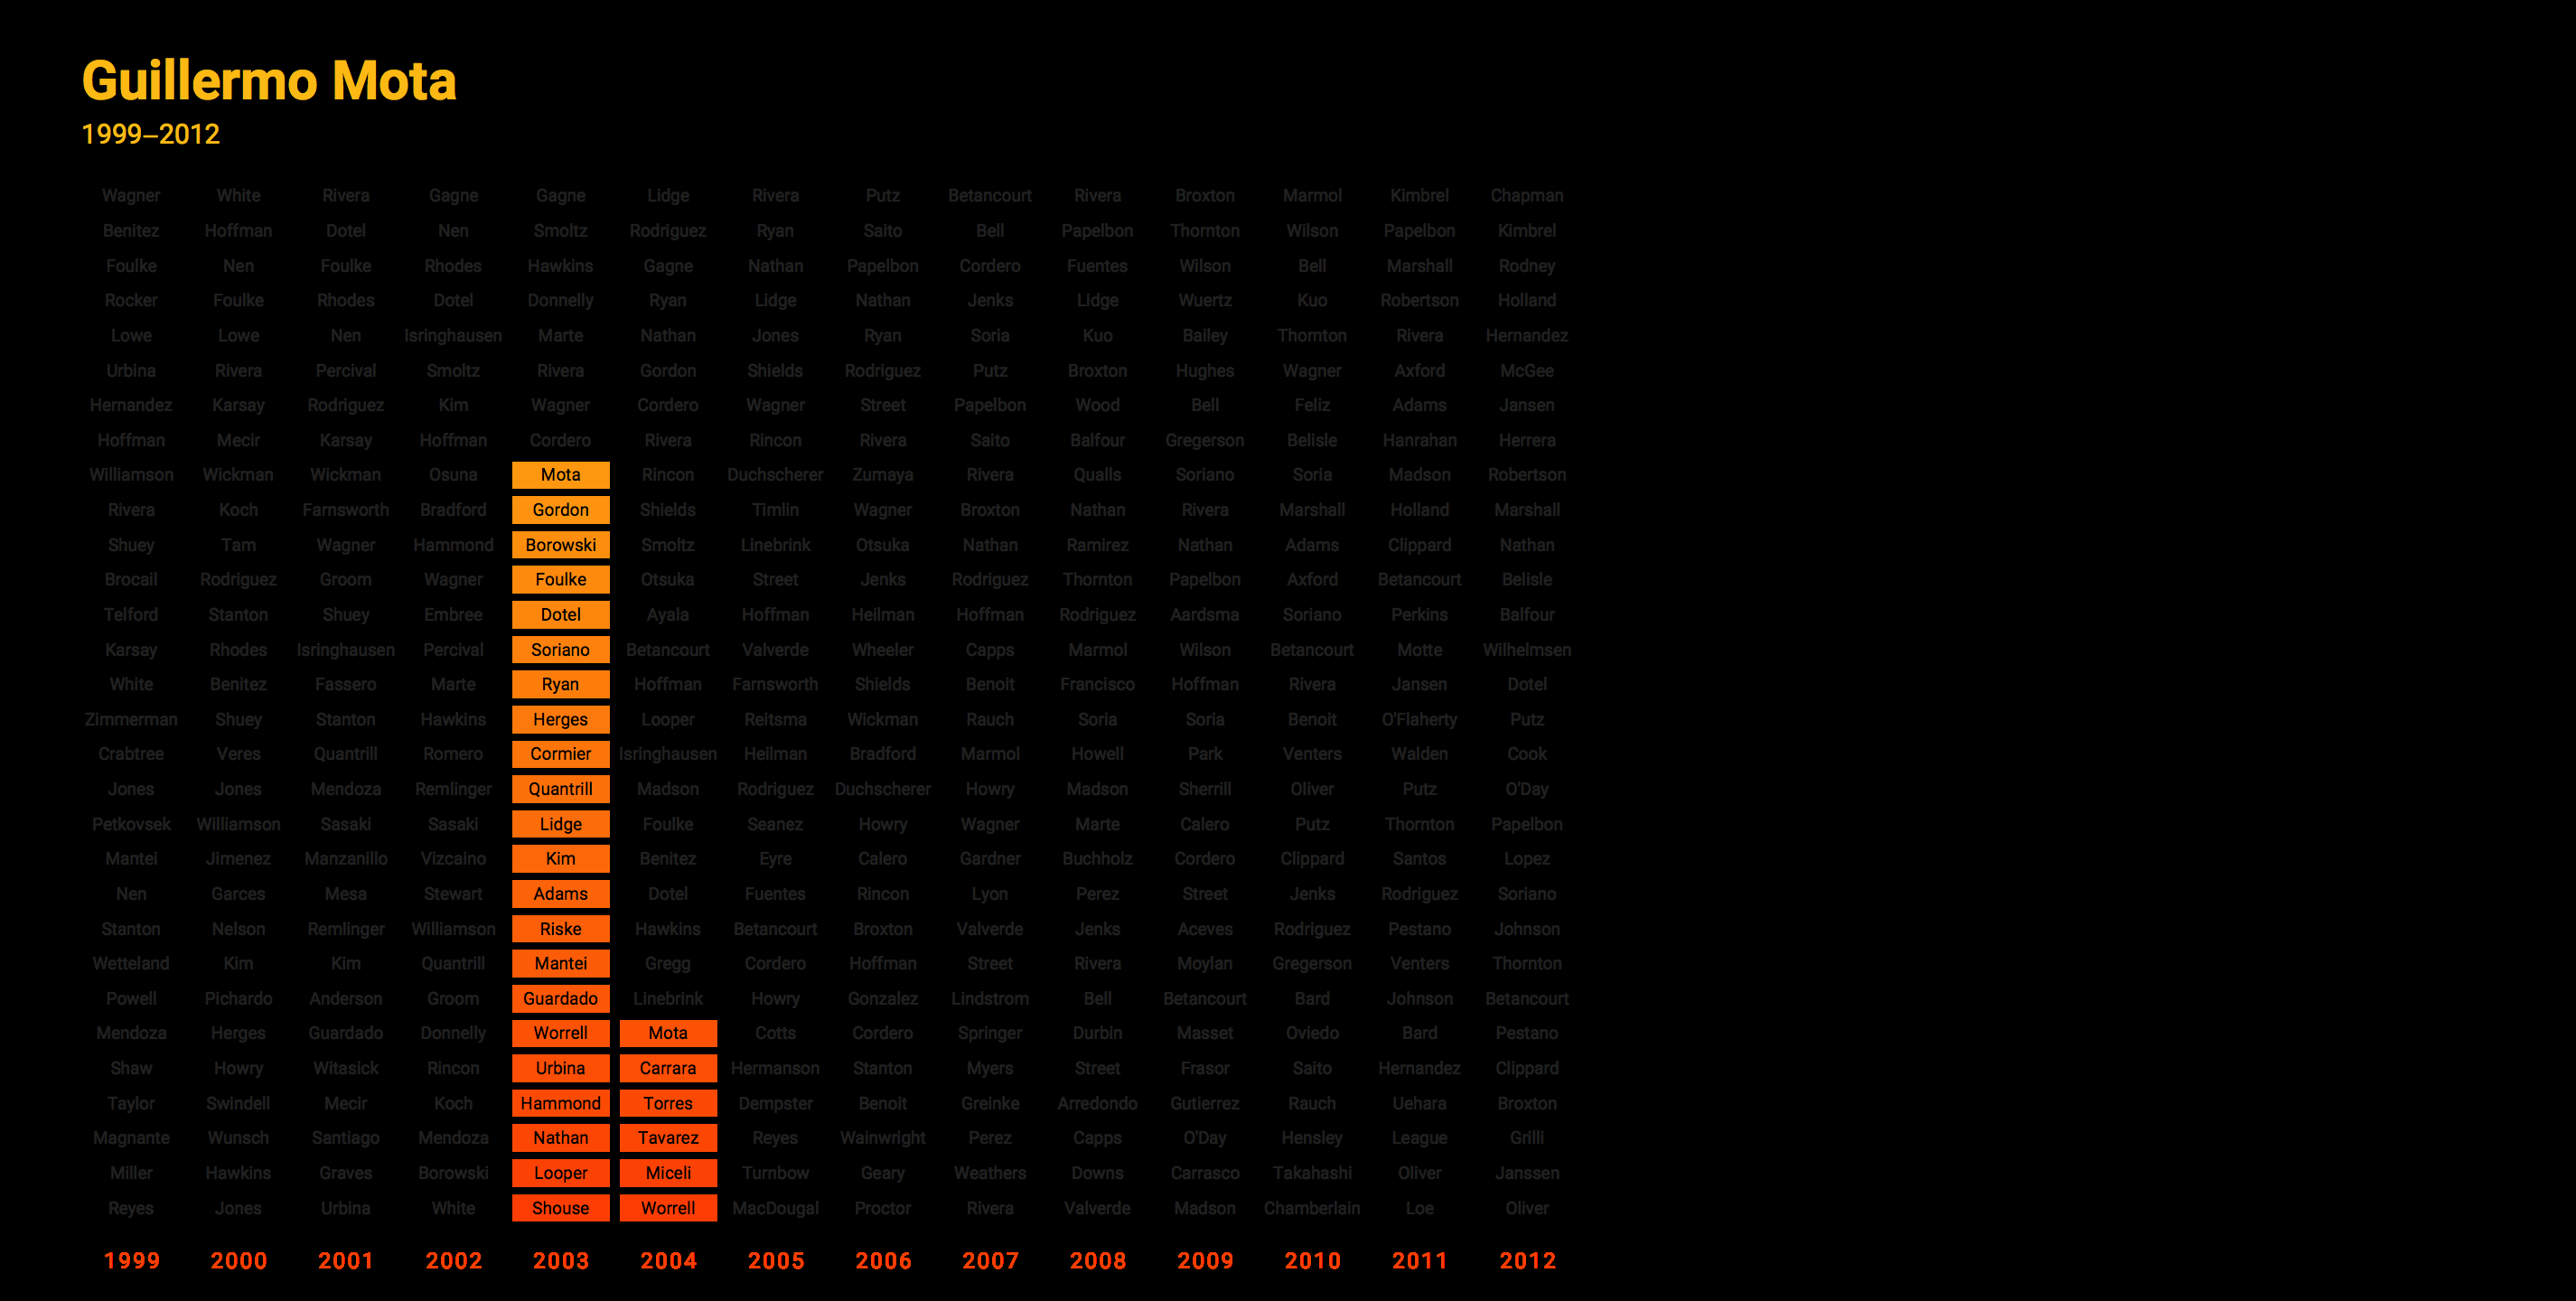 Guillermo Mota
1999–2012
Wagner White Rivera Gagne Gagne Lidge Rivera Putz Betancourt Rivera Broxton Marmol Kimbrel Chapman
Benitez Hoffman Dotel Nen Smoltz Rodriguez Ryan Saito Bell Papelbon Thornton Wilson Papelbon Kimbrel
Foulke Nen Foulke Rhodes Hawkins Gagne Nathan Papelbon Cordero Fuentes Wilson Bell Marshall Rodney
Rocker Foulke Rhodes Dotel Donnelly Ryan Lidge Nathan Jenks Lidge Wuertz Kuo Robertson Holland
Lowe Lowe Nen Isringhausen Marte Nathan Jones Ryan Soria Kuo Bailey Thornton Rivera Hernandez
Urbina Rivera Percival Smoltz Rivera Gordon Shields Rodriguez Putz Broxton Hughes Wagner Axford McGee
Hernandez Karsay Rodriguez Kim Wagner Cordero Wagner Street Papelbon Wood Bell Feliz Adams Jansen
Hoffman Mecir Karsay Hoffman Cordero Rivera Rincon Rivera Saito Balfour Gregerson Belisle Hanrahan Herrera
Williamson Wickman Wickman Osuna Mota Rincon Duchscherer Zumaya Rivera Qualls Soriano Soria Madson Robertson
Rivera Koch Farnsworth Bradford Gordon Shields Timlin Wagner Broxton Nathan Rivera Marshall Holland Marshall
Shuey Tam Wagner Hammond Borowski Smoltz Linebrink Otsuka Nathan Ramirez Nathan Adams Clippard Nathan
Brocail Rodriguez Groom Wagner Foulke Otsuka Street Jenks Rodriguez Thornton Papelbon Axford Betancourt Belisle
Telford Stanton Shuey Embree Dotel Ayala Hoffman Heilman Hoffman Rodriguez Aardsma Soriano Perkins Balfour
Karsay Rhodes Isringhausen Percival Soriano Betancourt Valverde Wheeler Capps Marmol Wilson Betancourt Motte Wilhelmsen
White Benitez Fassero Marte Ryan Hoffman Farnsworth Shields Benoit Francisco Hoffman Rivera Jansen Dotel
Zimmerman Shuey Stanton Hawkins Herges Looper Reitsma Wickman Rauch Soria Soria Benoit O'Flaherty Putz
Crabtree Veres Quantrill Romero Cormier Isringhausen Heilman Bradford Marmol Howell Park Venters Walden Cook
Jones Jones Mendoza Remlinger Quantrill Madson Rodriguez Duchscherer Howry Madson Sherrill Oliver Putz O'Day
Petkovsek Williamson Sasaki Sasaki Lidge Foulke Seanez Howry Wagner Marte Calero Putz Thornton Papelbon
Mantei Jimenez Manzanillo Vizcaino Kim Benitez Eyre Calero Gardner Buchholz Cordero Clippard Santos Lopez
Nen Garces Mesa Stewart Adams Dotel Fuentes Rincon Lyon Perez Street Jenks Rodriguez Soriano
Stanton Nelson Remlinger Williamson Riske Hawkins Betancourt Broxton Valverde Jenks Aceves Rodriguez Pestano Johnson
Wetteland Kim Kim Quantrill Mantei Gregg Cordero Hoffman Street Rivera Moylan Gregerson Venters Thornton
Powell Pichardo Anderson Groom Guardado Linebrink Howry Gonzalez Lindstrom Bell Betancourt Bard Johnson Betancourt
Mendoza Herges Guardado Donnelly Worrell Mota Cotts Cordero Springer Durbin Masset Oviedo Bard Pestano
Shaw Howry Witasick Rincon Urbina Carrara Hermanson Stanton Myers Street Frasor Saito Hernandez Clippard
Taylor Swindell Mecir Koch Hammond Torres Dempster Benoit Greinke Arredondo Gutierrez Rauch Uehara Broxton
Magnante Wunsch Santiago Mendoza Nathan Tavarez Reyes Wainwright Perez Capps O'Day Hensley League Grilli
Miller Hawkins Graves Borowski Looper Miceli Turnbow Geary Weathers Downs Carrasco Takahashi Oliver Janssen
Reyes Jones Urbina White Shouse Worrell MacDougal Proctor Rivera Valverde Madson Chamberlain Loe Oliver
1999 2000 2001 2002 2003 2004 2005 2006 2007 2008 2009 2010 2011 2012